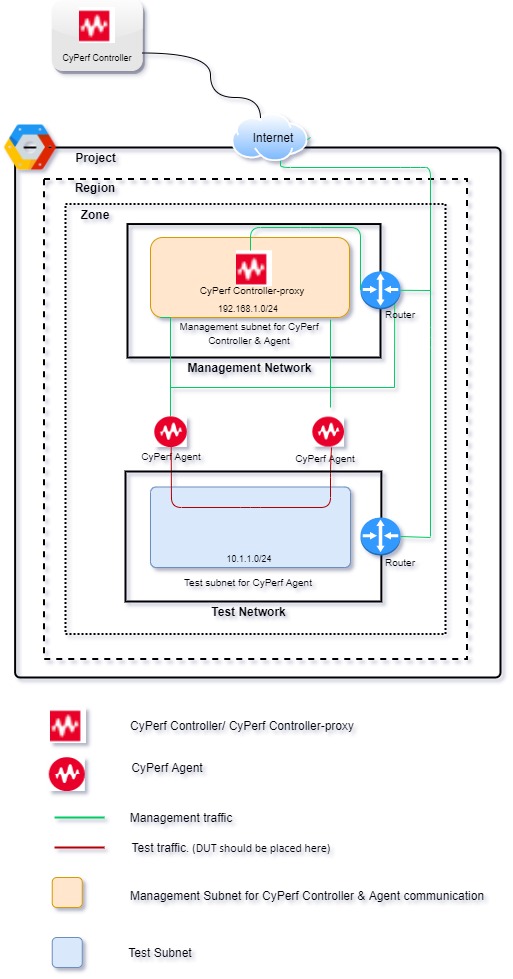 CyPerf Controller
Internet
Project
Region
Zone
CyPerf Controller-proxy
192.168.1.0/24
Router
Management subnet for CyPerf
Controller & Agent
Management Network
CyPerf Agent
CyPerf Agent
10.1.1.0/24
Router
Test subnet for CyPerf Agent
Test Network
CyPerf Controller/ CyPerf Controller-proxy
CyPerf Agent
Management traffic
Test traffic. (DUT should be placed here)
Management Subnet for CyPerf Controller & Agent communication
Test Subnet